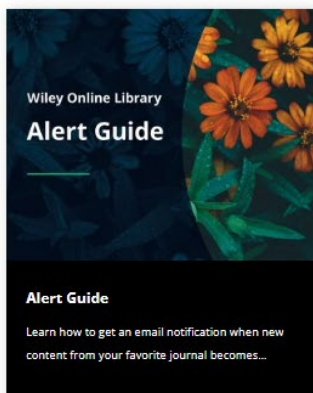 Wiley Online Library
Alert Guide
Alert Guide
Learn how to get an email notification when new
content from your favorite journal becomes...